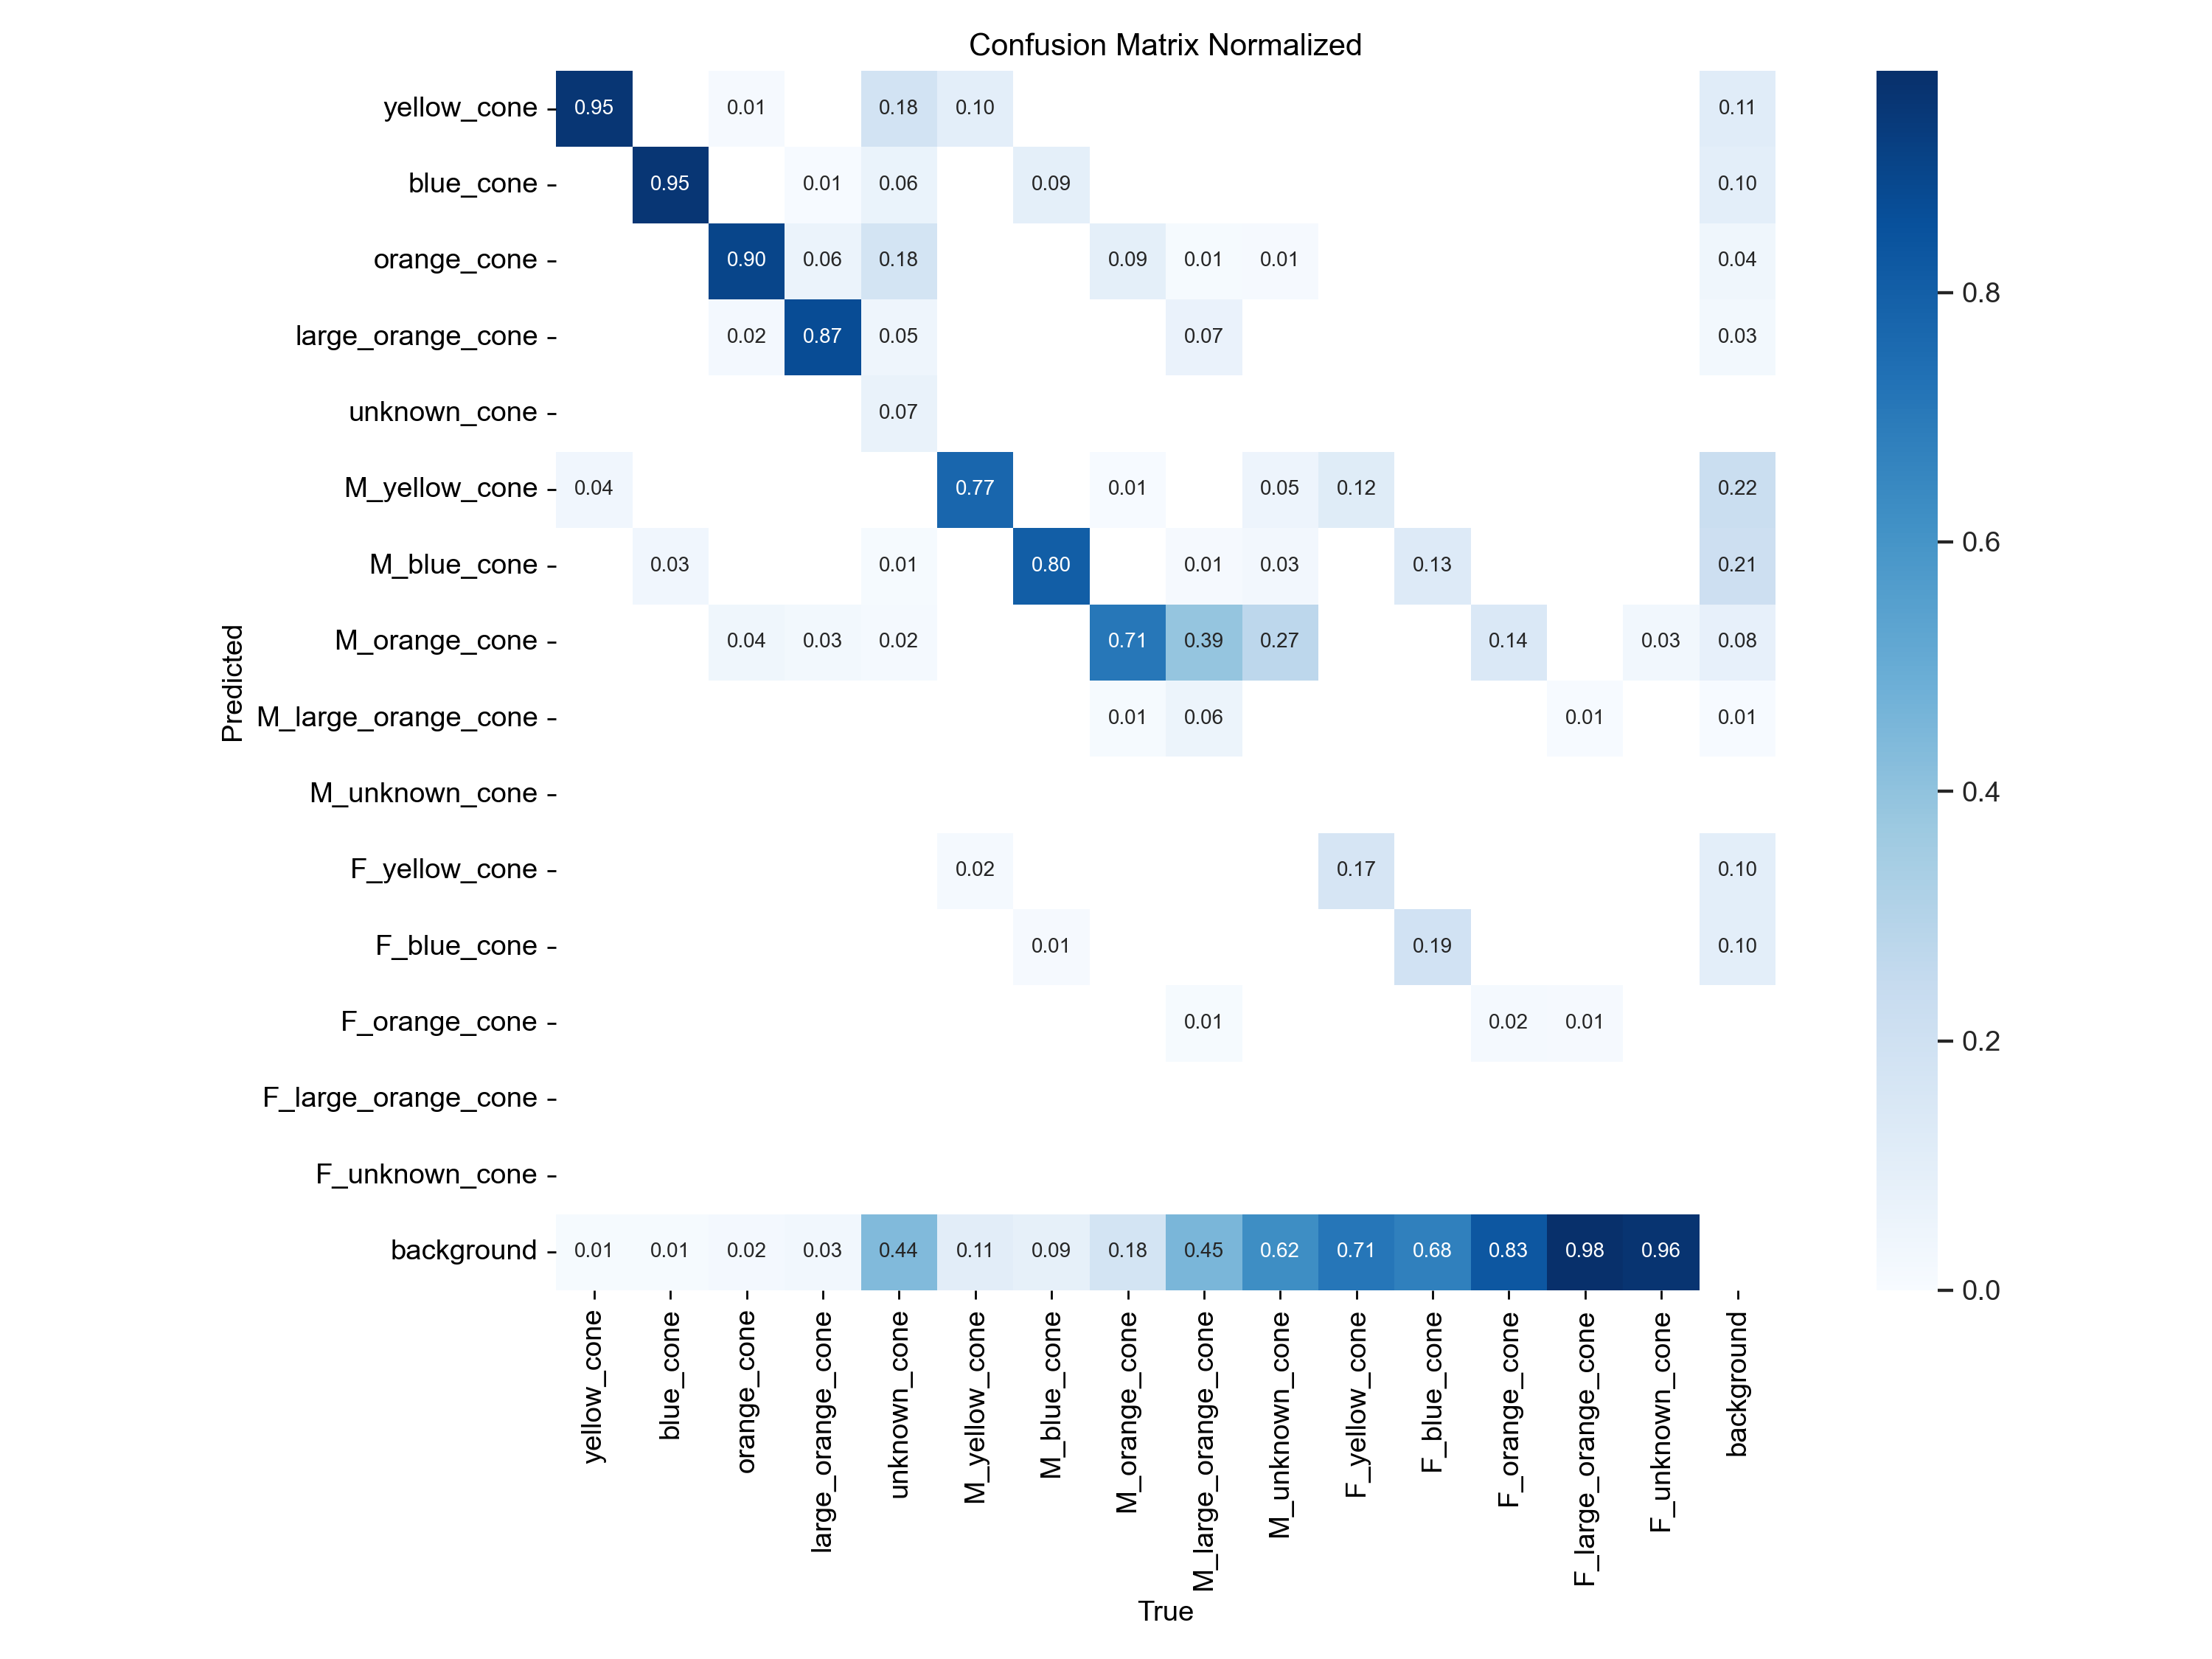 Confusion Matrix Normalized
yellow_cone 0.95 0.01 0.18 0.10 0.11
blue_cone 0.95 0.01 0.06 0.09 0.10
orange_cone 0.90 0.06 0.18 0.09 0.01 0.01 0.04
0.8
large_orange_cone 0.02 0.87 0.05 0.07 0.03
unknown_cone 0.07
M_yellow_cone 0.04 0.77 0.01 0.05 0.12 0.22
0.6
M_blue_cone 0.03 0.01 0.80 0.01 0.03 0.13 0.21
M_orange_cone 0.04 0.03 0.02 0.71 0.39 0.27 0.14 0.03 0.08
Predicted
M_large_orange_cone 0.01 0.06 0.01 0.01
M_unknown_cone
0.4
F_yellow_cone 0.02 0.17 0.10
F_blue_cone 0.01 0.19 0.10
F_orange_cone 0.01 0.02 0.01
0.2
F_large_orange_cone
F_unknown_cone
background 0.01 0.01 0.02 0.03 0.44 0.11 0.09 0.18 0.45 0.62 0.71 0.68 0.83 0.98 0.96
0.0
yellow_cone
blue_cone
orange_cone
large_orange_cone
unknown_cone
M_yellow_cone
M_blue_cone
M_orange_cone
M_large_orange_cone
M_unknown_cone
F_yellow_cone
F_blue_cone
F_orange_cone
F_large_orange_cone
F_unknown_cone
background
True